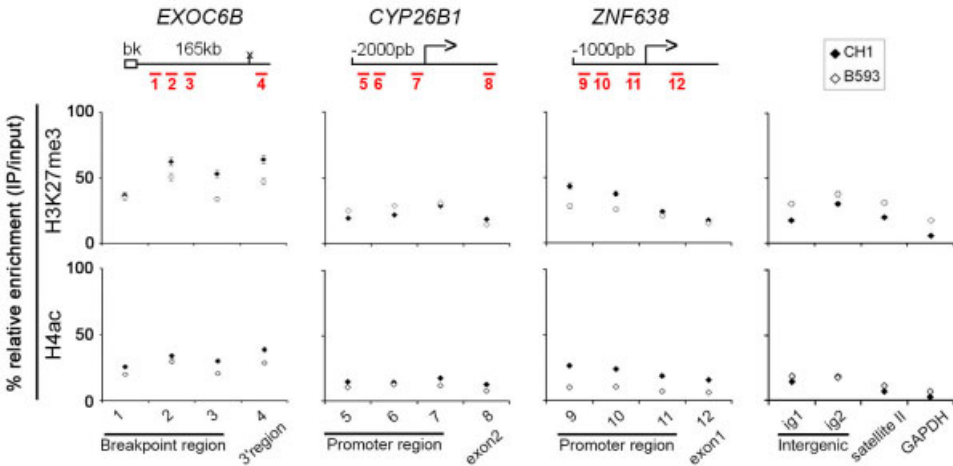 EXOC6B CYP26B1 ZNF638
bk 165kb x -2000pb -1000pb
1 2 3 4 5 6 7 8 9 10 11 12
CH1
B593
% relative enrichment (IP/input)
H3K27me3
100
50
0
H4ac
100
50
0
1 2 3 4 5 6 7 8 9 10 11 12 ig1 ig2 satellite II GAPDH
Breakpoint region 3'region Promoter region exon2 Promoter region exon1 Intergenic